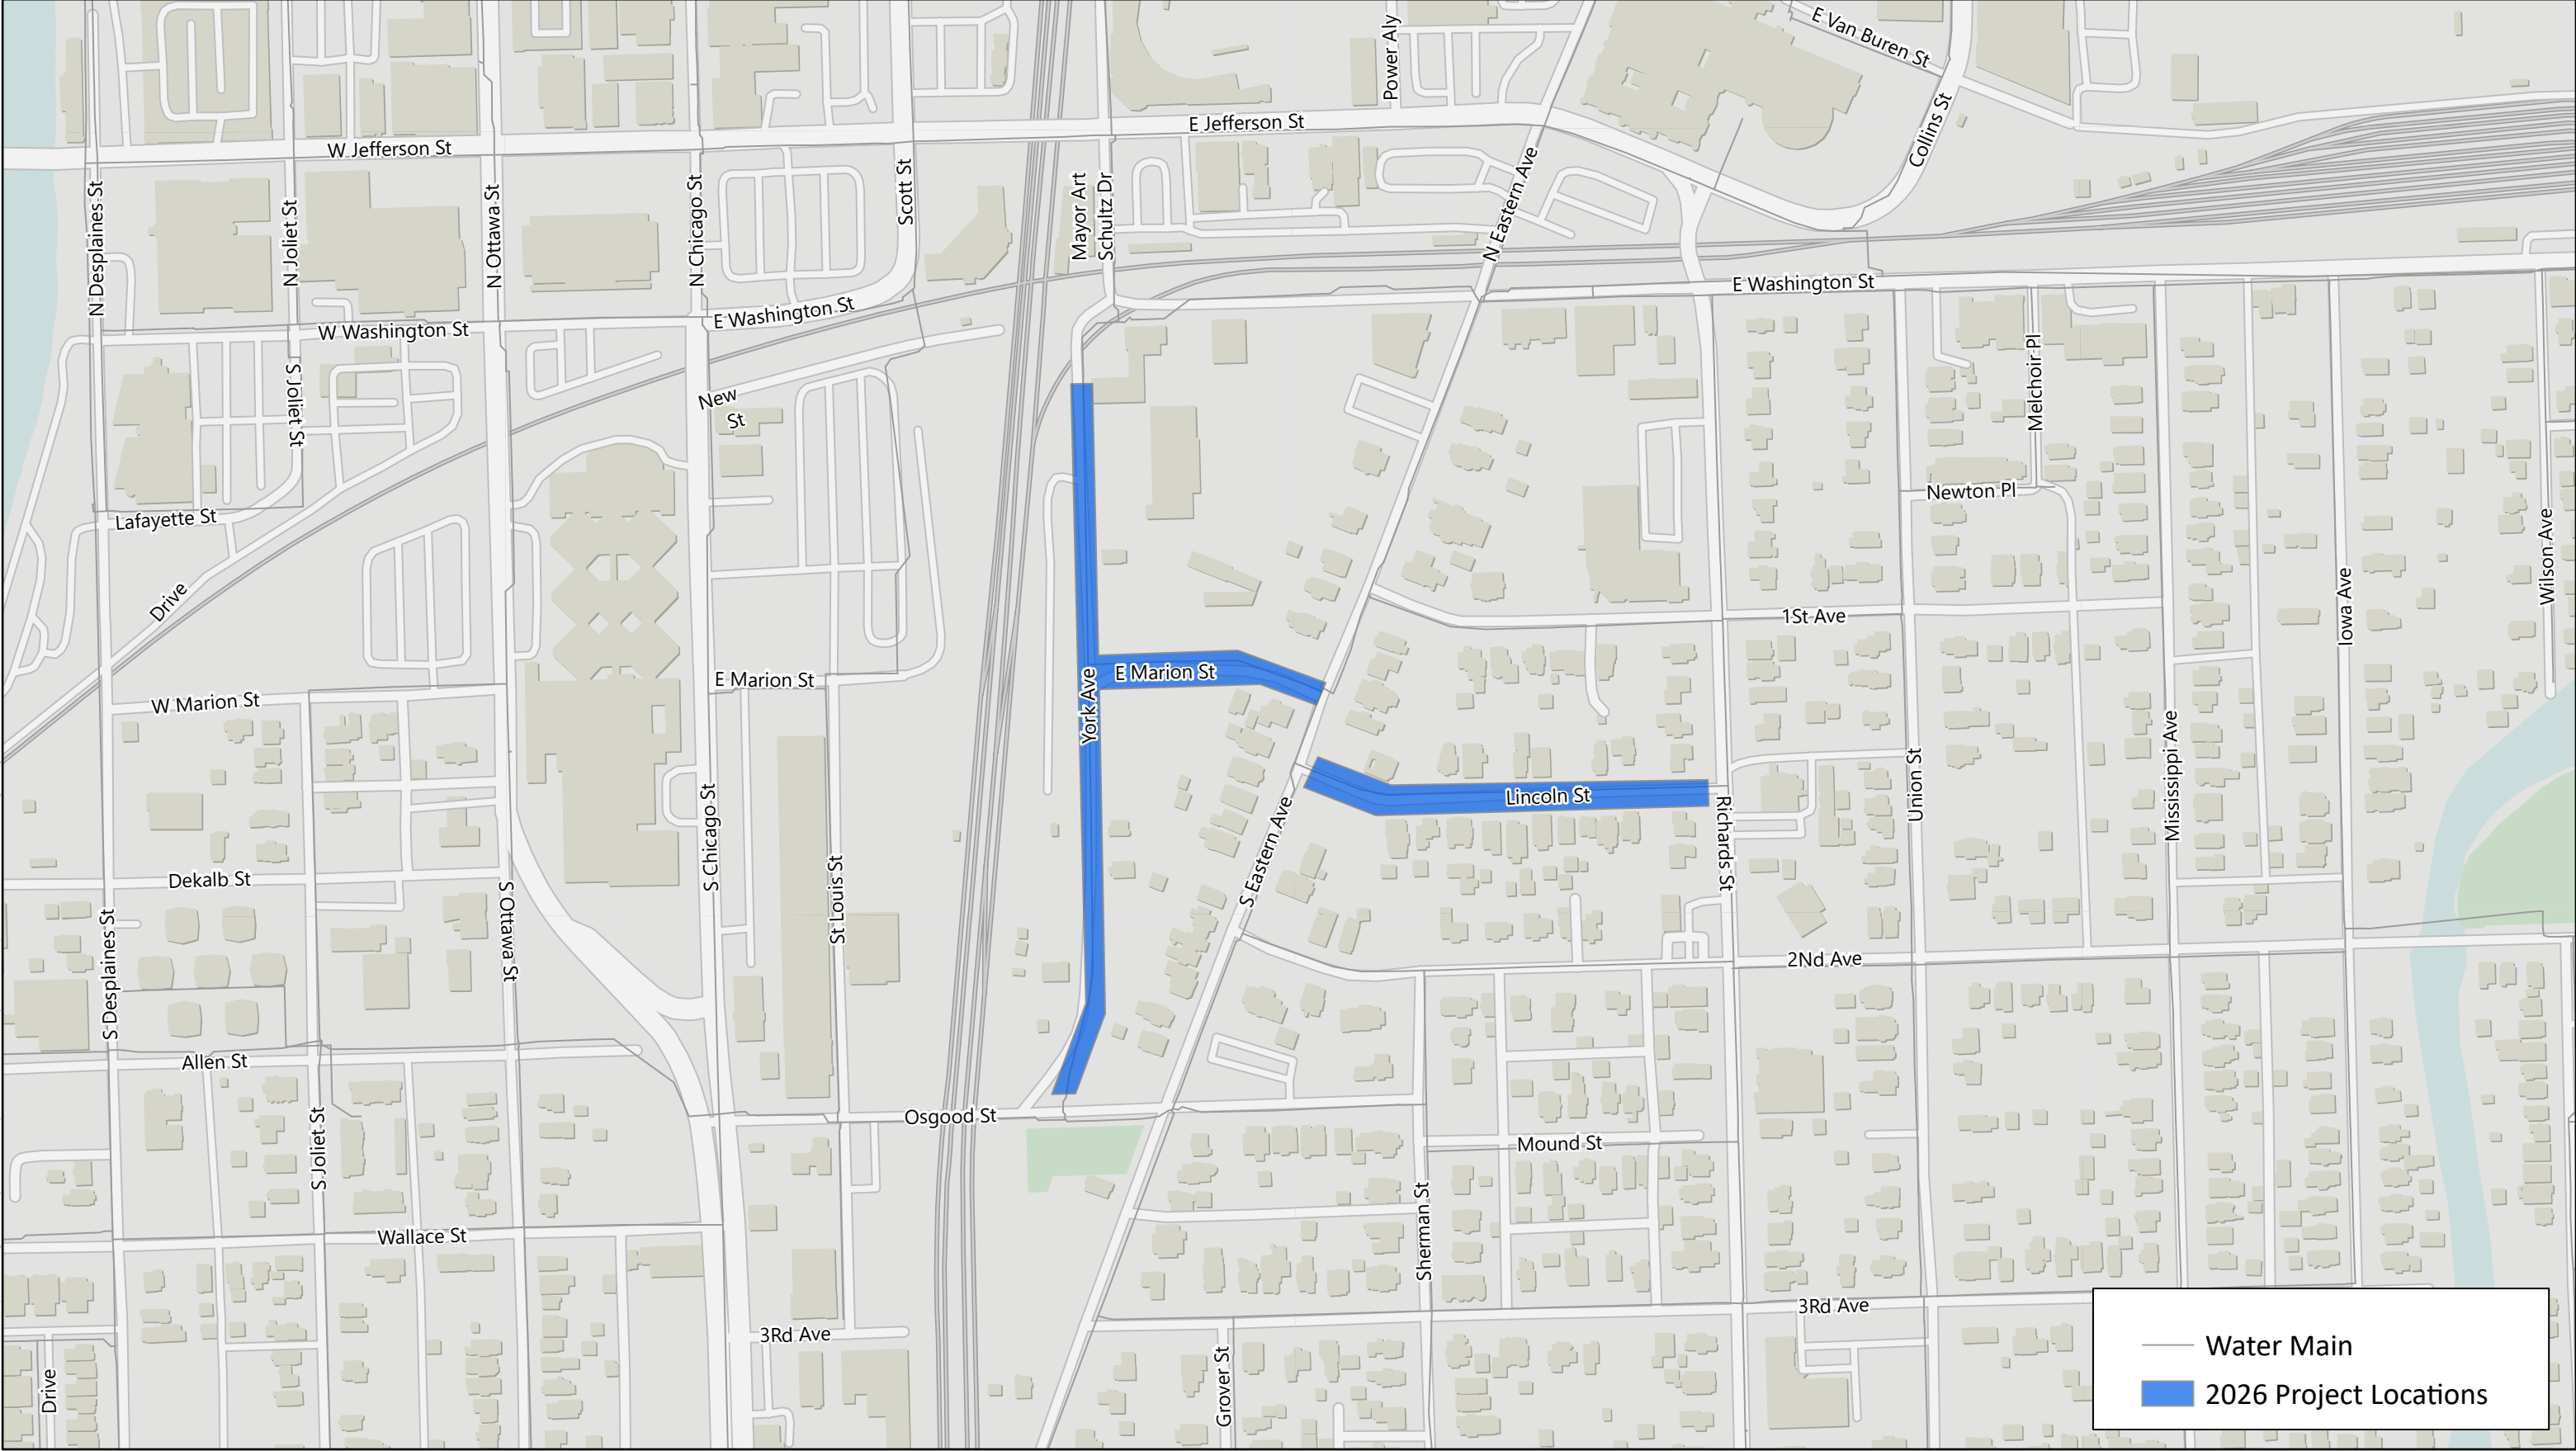 E Van Buren St
Power Aly
Collins St
E Jefferson St
W Jefferson St
N Desplaines St
N Joliet St
N Ottawa St
N Chicago St
Scott St
Mayor Art
Schultz Dr
N Eastern Ave
E Washington St
E Washington St
W Washington St
S Joliet St
New
St
Melchoir Pl
Newton Pl
Lafayette St
Wilson Ave
Drive
1St Ave
Iowa Ave
E Marion St
E Marion St
W Marion St
York Ave
Lincoln St
Union St
Mississippi Ave
S Chicago St
S Eastern Ave
Richards St
Dekalb St
S Ottawa St
St Louis St
S Desplaines St
2Nd Ave
Allen St
Osgood St
S Joliet St
Mound St
Sherman St
Wallace St
3Rd Ave
3Rd Ave
Grover St
Drive
Water Main
2026 Project Locations